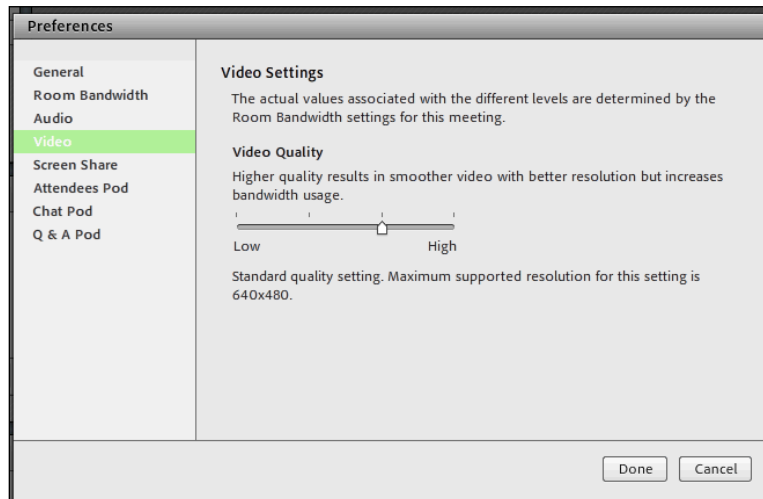 Preferences
General
Room Bandwidth
Audio
Video
Screen Share
Attendees Pod
Chat Pod
Q & A Pod
Video Settings
The actual values associated with the different levels are determined by the
Room Bandwidth settings for this meeting.
Video Quality
Higher quality results in smoother video with better resolution but increases
bandwidth usage.
Low High
Standard quality setting. Maximum supported resolution for this setting is
640x480.
Done Cancel